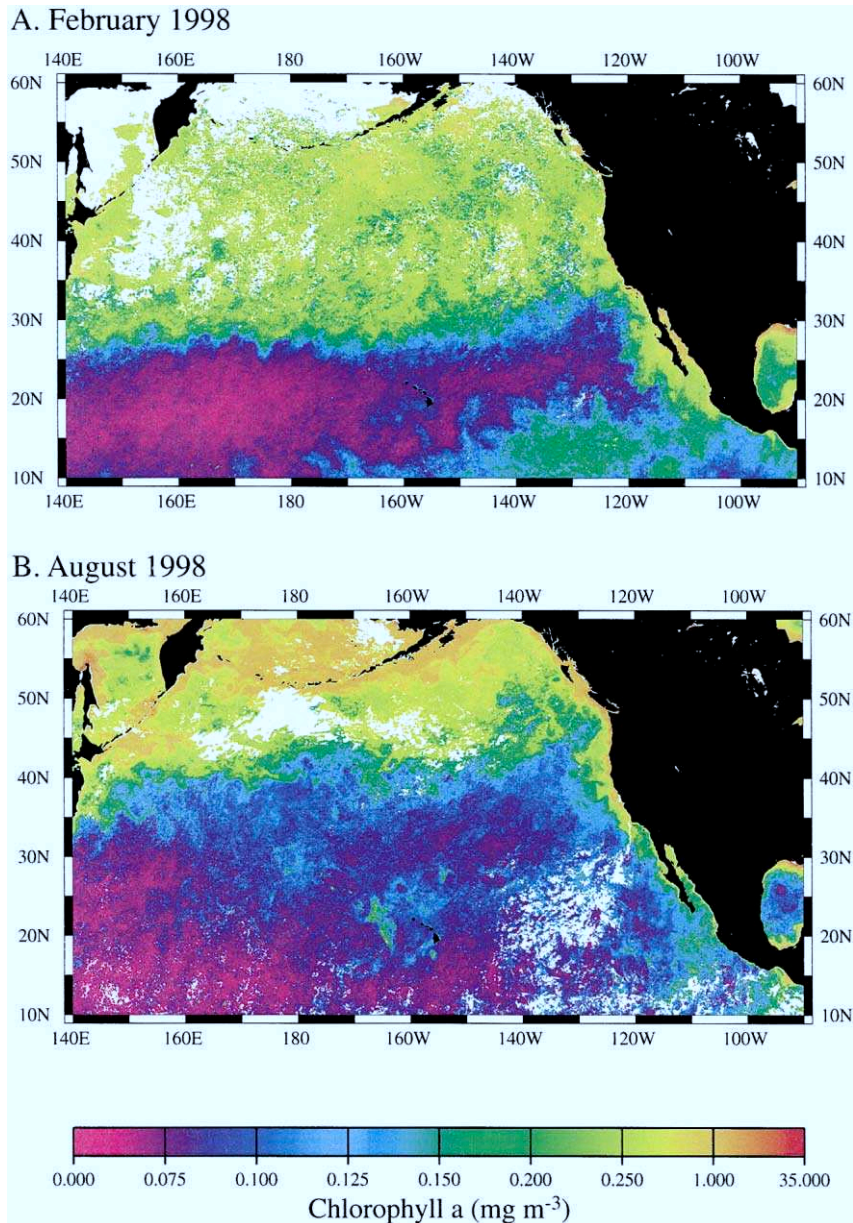 A. February 1998
140E 160E 180 160W 140W 120W 100W
60N 60N
50N 50N
40N 40N
30N 30N
20N 20N
10N 10N
140E 160E 180 160W 140W 120W 100W
B. August 1998
140E 160E 180 160W 140W 120W 100W
60N 60N
50N 50N
40N 40N
30N 30N
20N 20N
10N 10N
140E 160E 180 160W 140W 120W 100W
0.000 0.075 0.100 0.125 0.150 0.200 0.250 1.000 35.000
Chlorophyll a (mg m-3)